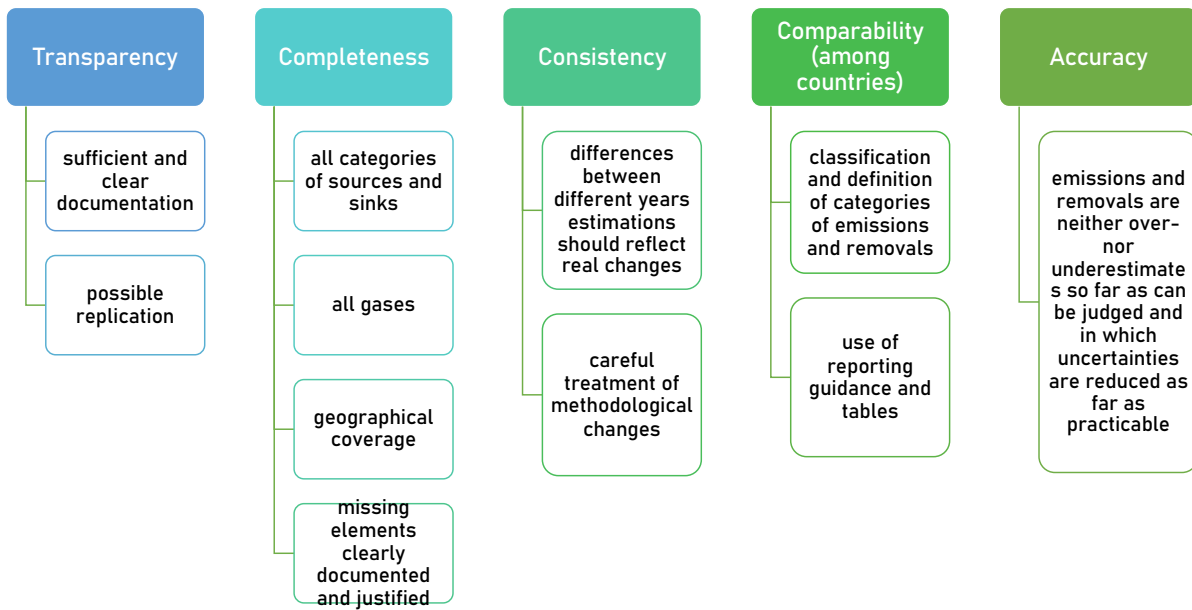 Transparency
sufficient and
clear
documentation
possible
replication
Completeness
all categories
of sources and
sinks
all gases
geographical
coverage
missing
elements
clearly
documented
and justified
Consistency
differences
between
different years
estimations
should reflect
real changes
careful
treatment of
methodological
changes
Comparability
(among
countries)
classification
and definition
of categories
of emissions
and removals
use of
reporting
guidance and
tables
Accuracy
emissions and
removals are
neither over-
nor
underestimate
s so far as can
be judged and
in which
uncertainties
are reduced as
far as
practicable